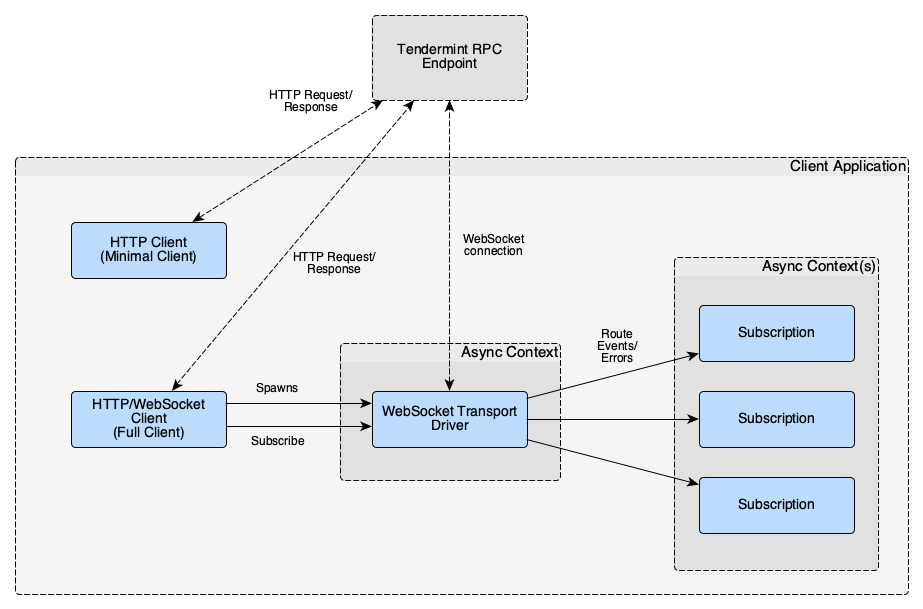 Tendermint RPC
Endpoint
HTTP Request/
Response
Client Application
HTTP Client
(Minimal Client)
WebSocket
connection
HTTP Request/
Response
Async Context(s)
Subscription
Route
Events/
Errors
Async Context
Spawns
HTTP/WebSocket
Client
(Full Client)
WebSocket Transport
Driver
Subscription
Subscribe
Subscription